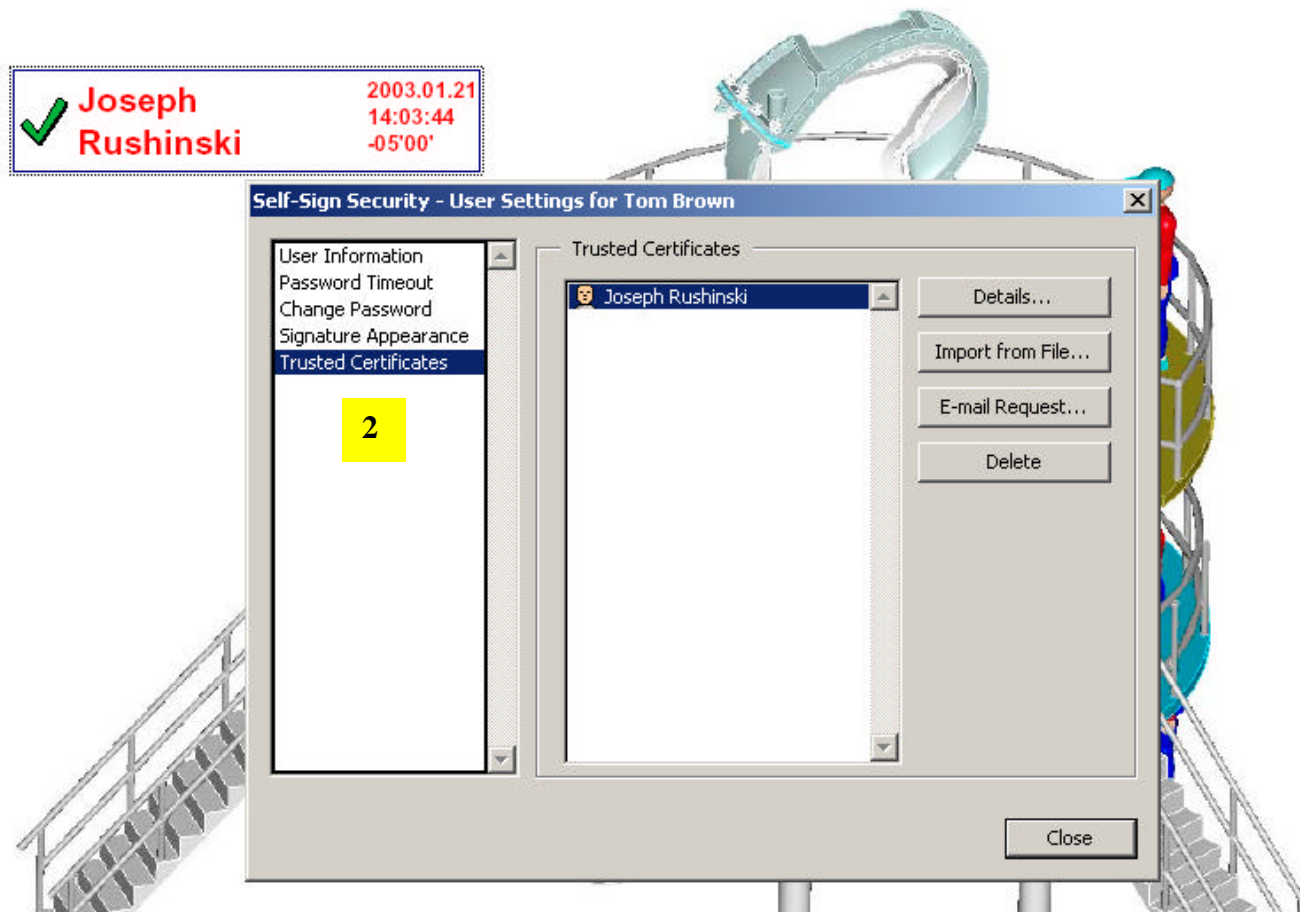 Joseph
Rushinski
2003.01.21
14:03:44
-05'00'
Self-Sign Security - User Settings for Tom Brown
User Information
Password Timeout
Change Password
Signature Appearance
Trusted Certificates
2
Trusted Certificates
Joseph Rushinski
Details...
Import from File...
E-mail Request...
Delete
Close